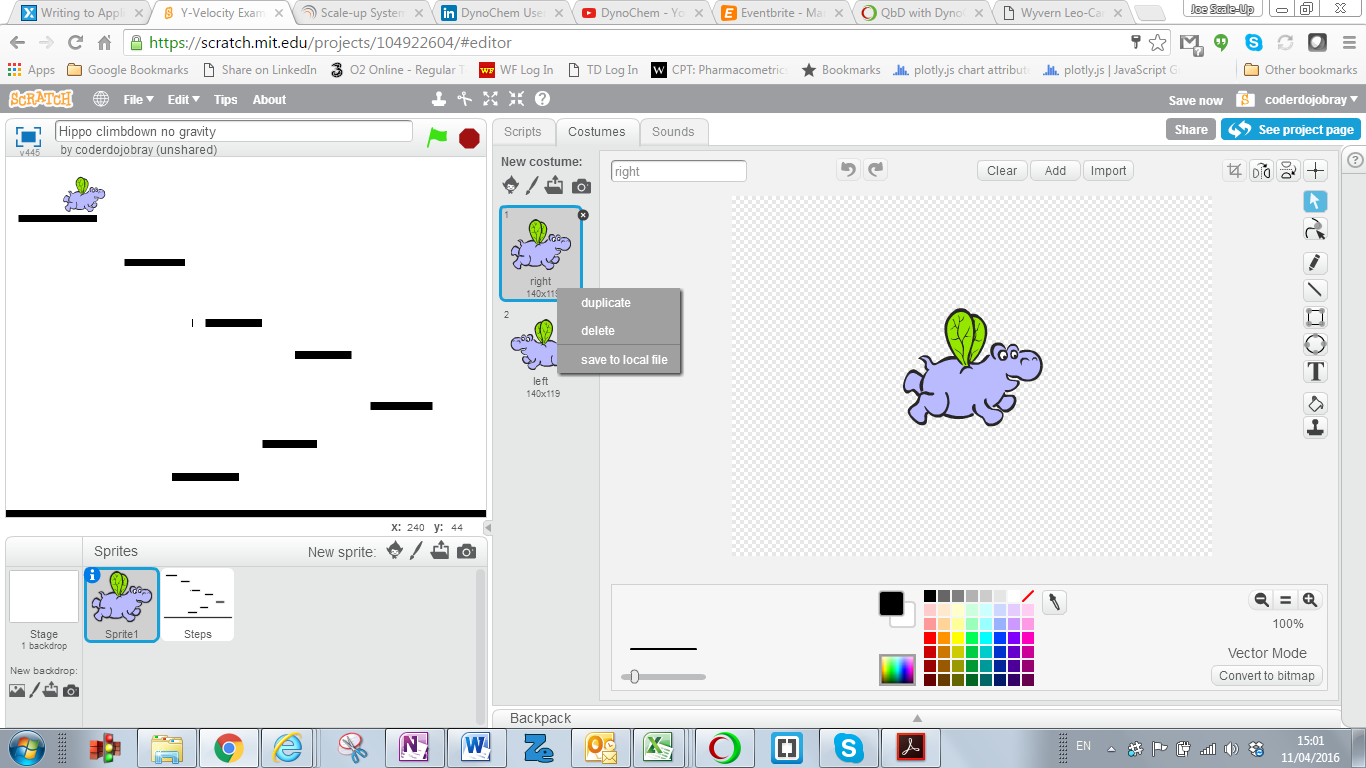 Writing to Appli
Y-Velocity Exam
Scale-up System
DynoChem User
DynoChem - Yo
Eventbrite - Ma
QbD with Dyno
Wyvern Leo-Ca
Joe Scale-Up
https://scratch.mit.edu/projects/104922604/#editor
Apps
Google Bookmarks
Share on LinkedIn
O2 Online - Regular T
WF Log In
TD Log In
CPT: Pharmacometric
Bookmarks
plotly.js chart attribut
plotly.js | JavaScript G
Other bookmarks
SCRATCH
File
Edit
Tips
About
Save now
coderdojobray
v445
Hippo climbdown no gravity
by coderdojobray (unshared)
Scripts
Costumes
Sounds
Share
See project page
New costume:
right
Clear
Add
Import
1
right
140x119
duplicate
delete
save to local file
2
left
140x119
T
x: 240 y: 44
Sprites
New sprite:
Stage
1 backdrop
New backdrop:
Sprite1
Steps
100%
Vector Mode
Convert to bitmap
Backpack
EN
15:01
11/04/2016